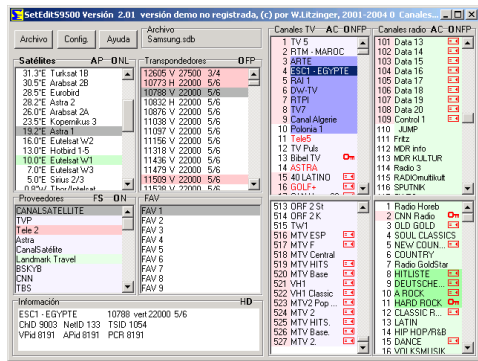 SetEditS9500 Versión 2.01 versión demo no registrada, (c) por W.Litzinger, 2001-2004 0 Canales...
Archivo
Config.
Ayuda
Archivo
Samsung.sdb
Satélites AP ONL
31.3°E Turksat 1B
30.5°E Arabsat 2B
28.5°E Eurobird
28.2°E Astra 2
26.0°E Arabsat 2A
23.5°E Kopernikus 3
19.2°E Astra 1
16.0°E Eutelsat W2
13.0°E Hotbird 1-5
10.0°E Eutelsat W1
7.0°E Eutelsat W3
5.0°E Sirius 2/3
Transpondedores OFP
12605 V 27500 3/4
10773 H 22000 5/6
10788 V 22000 5/6
10832 H 22000 5/6
10876 V 22000 5/6
11038 V 22000 5/6
11097 V 22000 5/6
11156 V 22000 5/6
11318 V 22000 5/6
11436 V 22000 5/6
11479 V 22000 5/6
11509 V 22000 5/6
11538 V 22000 5/6
Proveedores FS ON
CANALSATELLITE
TVP
Tele 2
Astra
CanalSatélite
Landmark Travel
BSKYB
CNN
TBS
FAV
FAV 1
FAV 2
FAV 3
FAV 4
FAV 5
FAV 6
FAV 7
FAV 8
FAV 9
Información HD
ESC1 - EGYPTE 10788 vert 22000 5/6
ChID 9003 NetID 133 TSID 1054
VPid 8191 APid 8191 PCR 8191
Canales TV AC ONFP
1 TV 5
2 RTM - MAROC
3 ARTE
4 ESC1 - EGYPTE
5 RAI 1
6 DW-TV
7 RTPI
8 TV7
9 Canal Algerie
10 Polonia 1
11 Tele5
12 TV Puls
13 Bibel TV
14 ASTRA
15 40LATINO
16 GOLF+
513 ORF 2 St
514 ORF 2 K
515 TW1
516 MTV ESP
517 MTV F
518 MTV Central
519 MTV HITS
520 MTV Base
521 VH1
522 VH1 Classic
523 MTV2 Pop ...
524 MTV 2
525 MTV HITS.
526 MTV Base.
527 MTV 2.
Canales radio AC ONFP
101 Data 13
102 Data 14
103 Data 15
104 Data 16
105 Data 17
106 Data 18
107 Data 19
108 Data 20
109 Control 1
110 JUMP
111 Fritz
112 MDR info
113 MDR KULTUR
114 Radio 3
115 RADIOmultikult
116 SPUTNIK
1 Radio Horeb
2 CNN Radio
3 OLD GOLD
4 SOUL CLASSICS
5 NEW COUN...
6 COUNTRY
7 Radio GoldStar
8 HITLISTE
9 DEUTSCHE...
10 A ROCK
11 HARD ROCK
12 CLASSIC R...
13 LATIN
14 HIP HOP/R&B
15 DANCE
16 VOLKSMUSIK